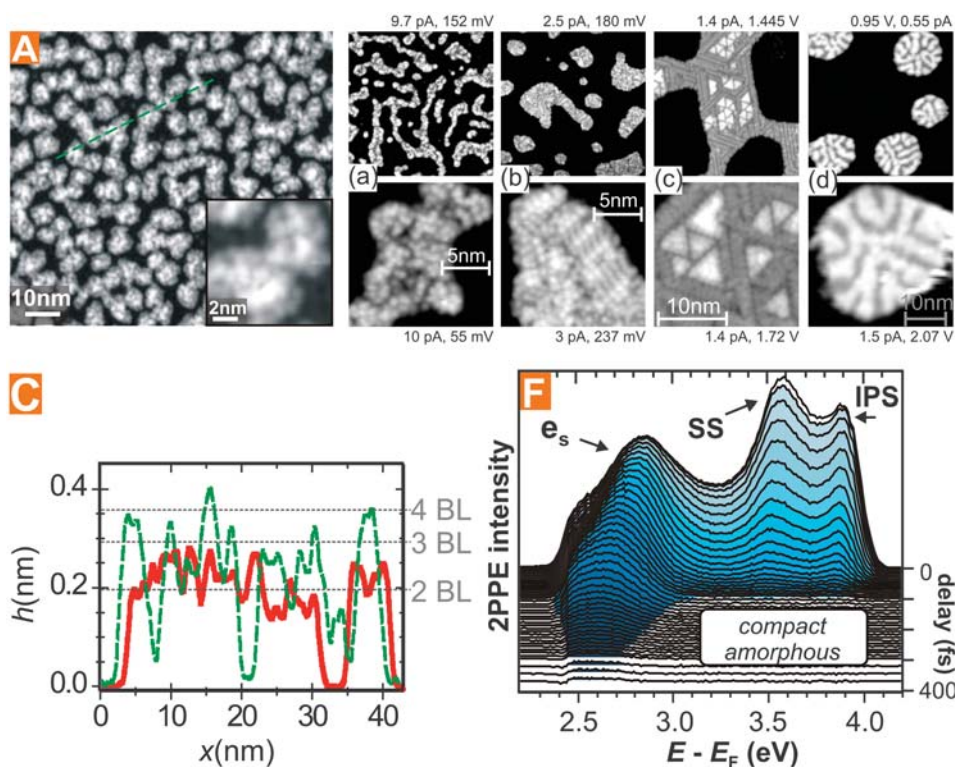 A
10nm
2nm
9.7 pA, 152 mV
2.5 pA, 180 mV
1.4 pA, 1.445 V
0.95 V, 0.55 pA
(a)
(b)
(c)
(d)
5nm
5nm
10nm
10nm
10 pA, 55 mV
3 pA, 237 mV
1.4 pA, 1.72 V
1.5 pA, 2.07 V
C
h(nm)
0.4
0.2
0.0
4 BL
3 BL
2 BL
0
10
20
30
40
x(nm)
F
2PPE intensity
es
SS
IPS
compact
amorphous
0
400
delay (fs)
2.5
3.0
3.5
4.0
E - EF (eV)